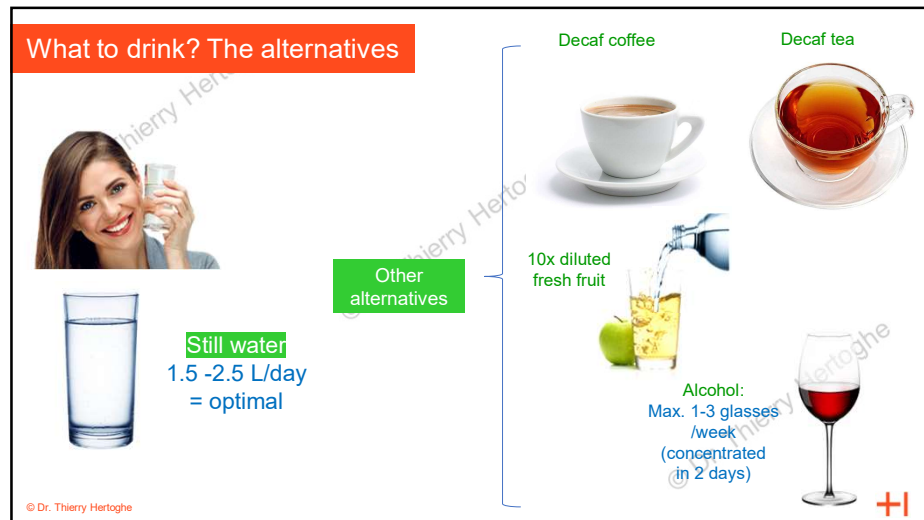 What to drink? The alternatives
Decaf coffee
Decaf tea
Other
alternatives
10x diluted
fresh fruit
Still water
1.5 -2.5 L/day
= optimal
Alcohol:
Max. 1-3 glasses
/week
(concentrated
in 2 days)
© Dr. Thierry Hertoghe